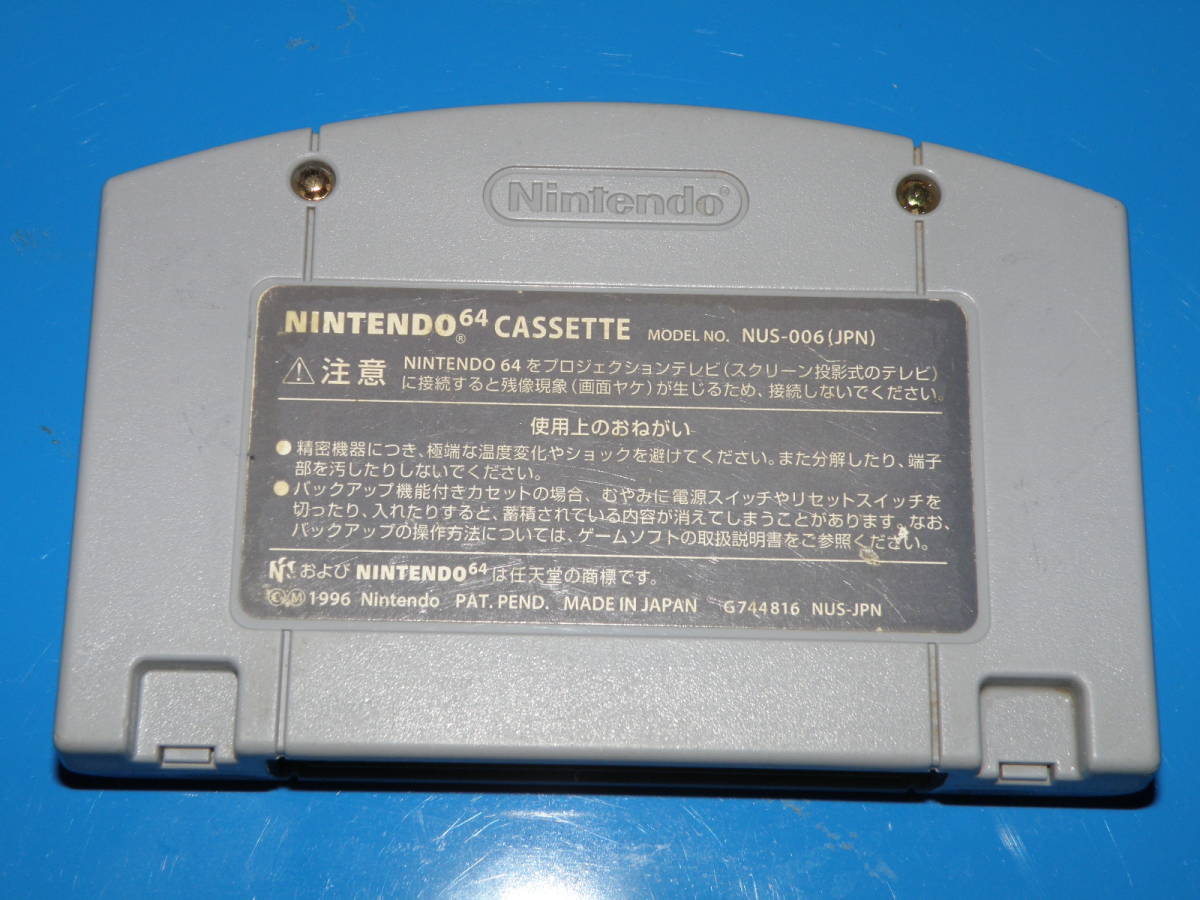 Nintendo®
NINTENDO64® CASSETTE MODEL NO. NUS-006(JPN)
注意 NINTENDO 64 をプロジェクションテレビ(スクリーン投影式のテレビ)
に接続すると残像現象(画面ヤケ)が生じるため、接続しないでください。
使用上のおねがい
●精密機器につき、極端な温度変化やショックを避けてください。また分解したり、端子
部を汚したりしないでください。
●バックアップ機能付きカセットの場合、むやみに電源スイッチやリセットスイッチを
切ったり、入れたりすると、蓄積されている内容が消えてしまうことがあります。なお、
バックアップの操作方法については、ゲームソフトの取扱説明書をご参照ください。
および NINTENDO64 は任天堂の商標です。
ⒸⓂ1996 Nintendo PAT. PEND. MADE IN JAPAN G744816 NUS-JPN